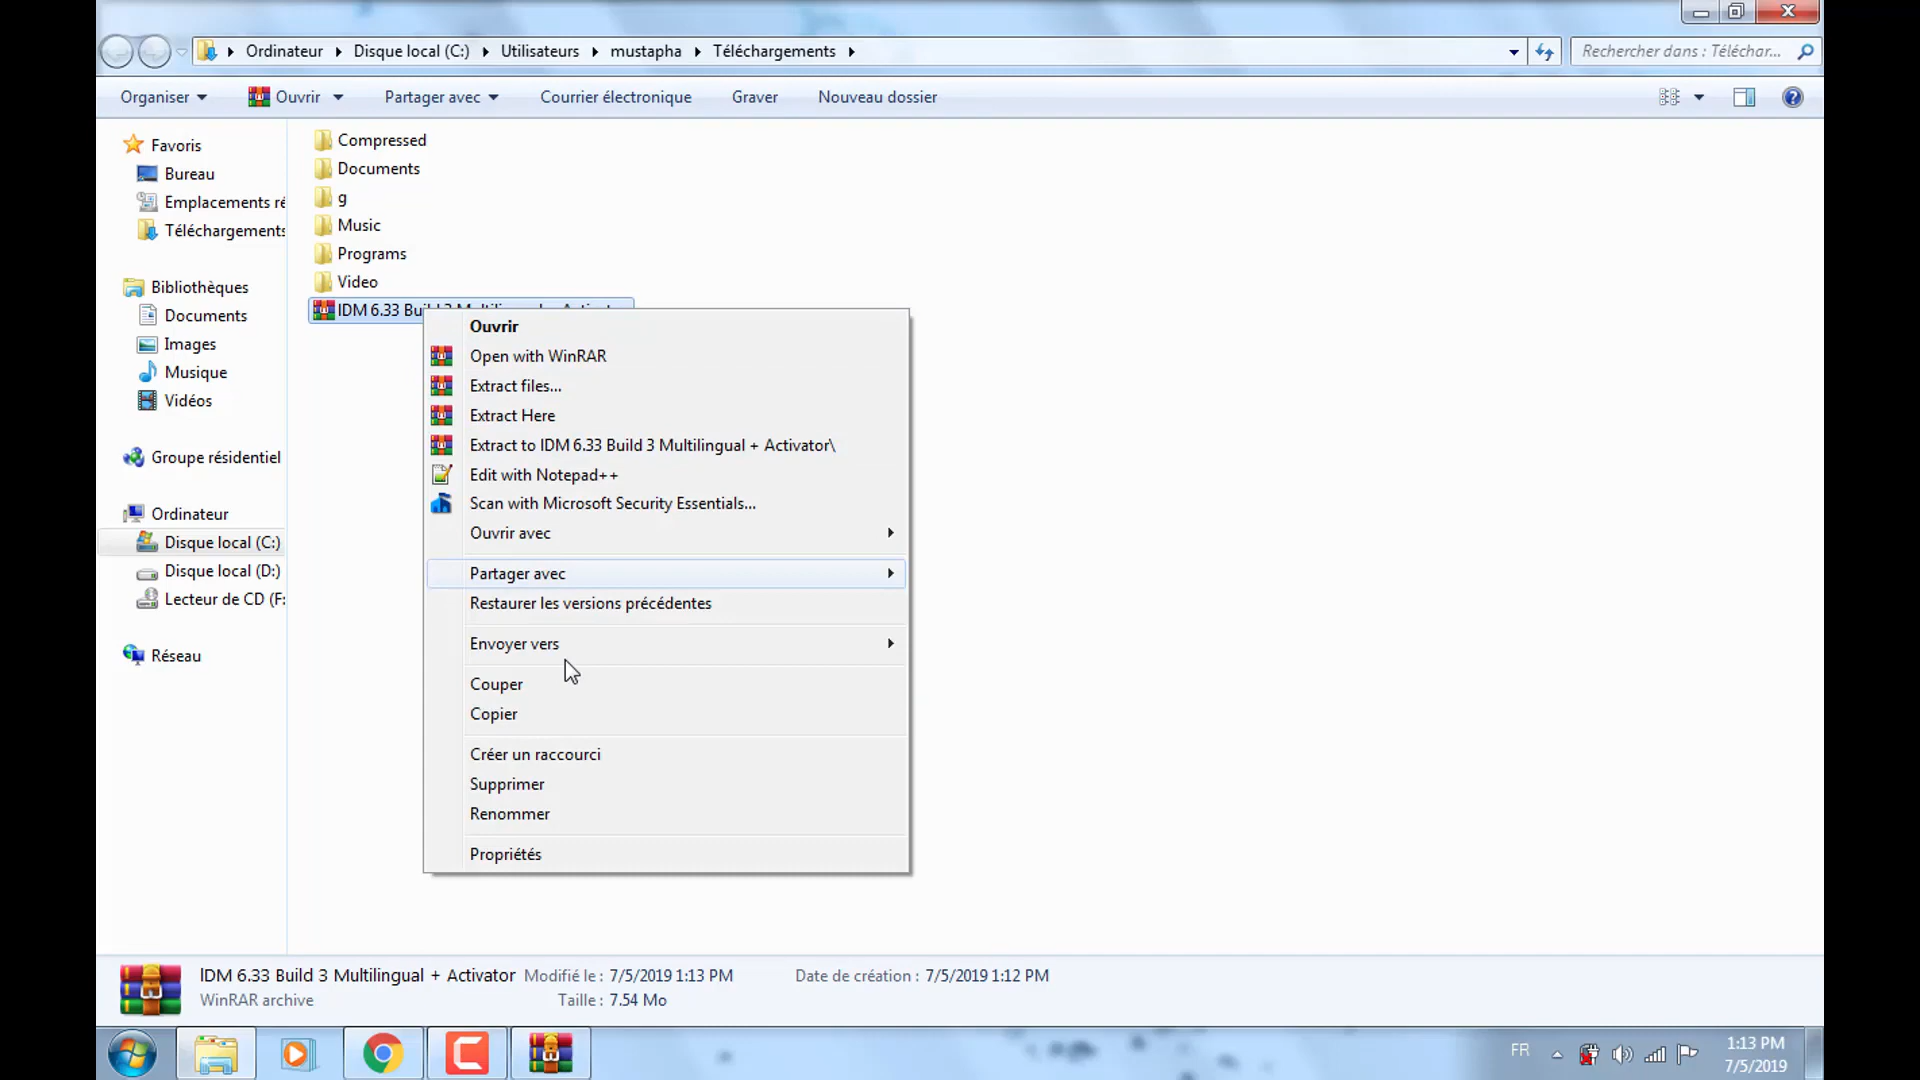 Ordinateur Disque local (C:) Utilisateurs mustapha Téléchargements
Rechercher dans : Téléchar...
Organiser Ouvrir Partager avec Courrier électronique Graver Nouveau dossier
Favoris
Bureau
Emplacements ré
Téléchargements
Bibliothèques
Documents
Images
Musique
Vidéos
Groupe résidentiel
Ordinateur
Disque local (C:)
Disque local (D:)
Lecteur de CD (F:
Réseau
Compressed
Documents
g
Music
Programs
Video
IDM 6.33
Ouvrir
Open with WinRAR
Extract files...
Extract Here
Extract to IDM 6.33 Build 3 Multilingual + Activator\
Edit with Notepad++
Scan with Microsoft Security Essentials...
Ouvrir avec
Partager avec
Restaurer les versions précédentes
Envoyer vers
Couper
Copier
Créer un raccourci
Supprimer
Renommer
Propriétés
IDM 6.33 Build 3 Multilingual + Activator Modifié le : 7/5/2019 1:13 PM Date de création : 7/5/2019 1:12 PM
WinRAR archive Taille : 7.54 Mo
FR
1:13 PM
7/5/2019